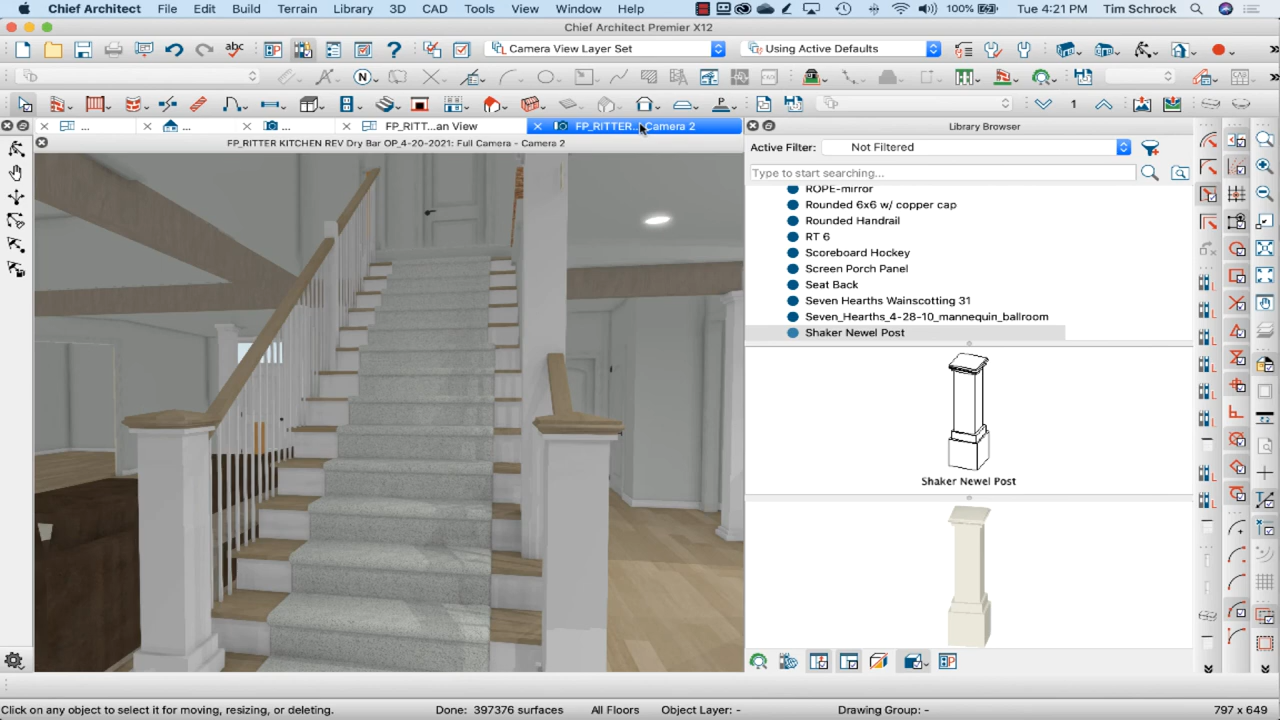 Chief Architect File Edit Build Terrain Library 3D CAD Tools View Window Help 100% Tue 4:21 PM Tim Schrock
Chief Architect Premier X12
Camera View Layer Set
Using Active Defaults
N
1
...
...
...
FP_RITT...an View
FP_RITTER... Camera 2
FP_RITTER KITCHEN REV Dry Bar OP_4-20-2021: Full Camera - Camera 2
Library Browser
Active Filter: Not Filtered
Type to start searching...
ROPE-mirror
Rounded 6x6 w/ copper cap
Rounded Handrail
RT 6
Scoreboard Hockey
Screen Porch Panel
Seat Back
Seven Hearths Wainscotting 31
Seven_Hearths_4-28-10_mannequin_ballroom
Shaker Newel Post
Shaker Newel Post
Click on any object to select it for moving, resizing, or deleting. Done: 397376 surfaces All Floors Object Layer: - Drawing Group: - 797 x 649